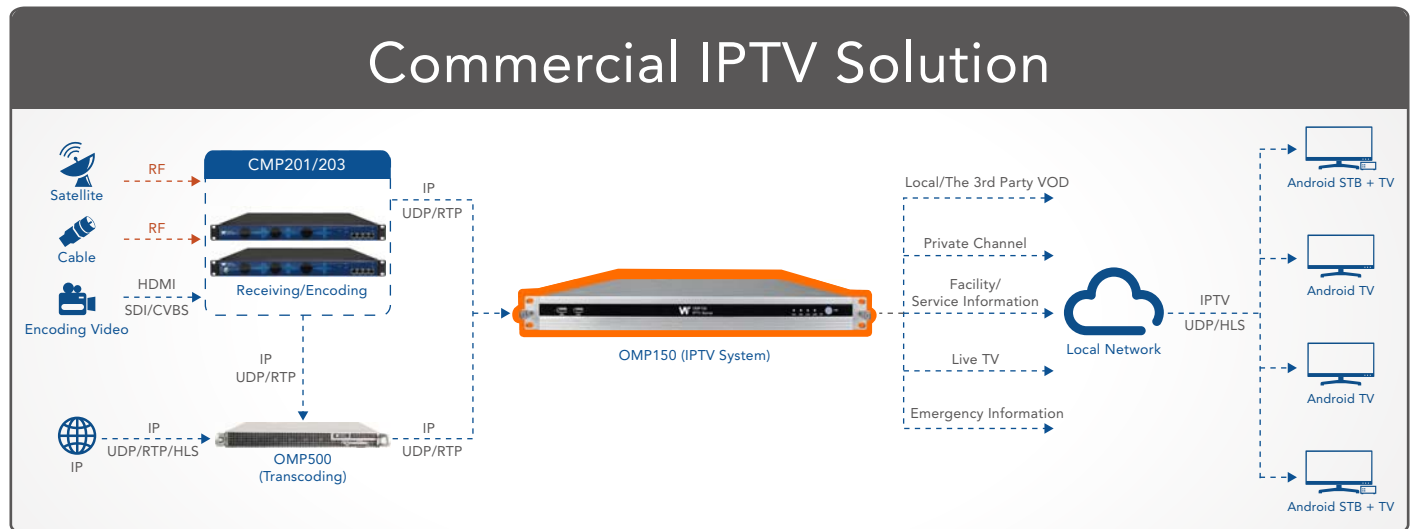 Commercial IPTV Solution
Satellite
RF
CMP201/203
Cable
RF
Encoding Video
HDMI
SDI/CVBS
Receiving/Encoding
IP
UDP/RTP
IP
UDP/RTP
IP
IP
UDP/RTP/HLS
OMP500
(Transcoding)
IP
UDP/RTP
OMP150 (IPTV System)
Local/The 3rd Party VOD
Private Channel
Facility/
Service Information
Live TV
Emergency Information
Local Network
IPTV
UDP/HLS
Android STB + TV
Android TV
Android TV
Android STB + TV